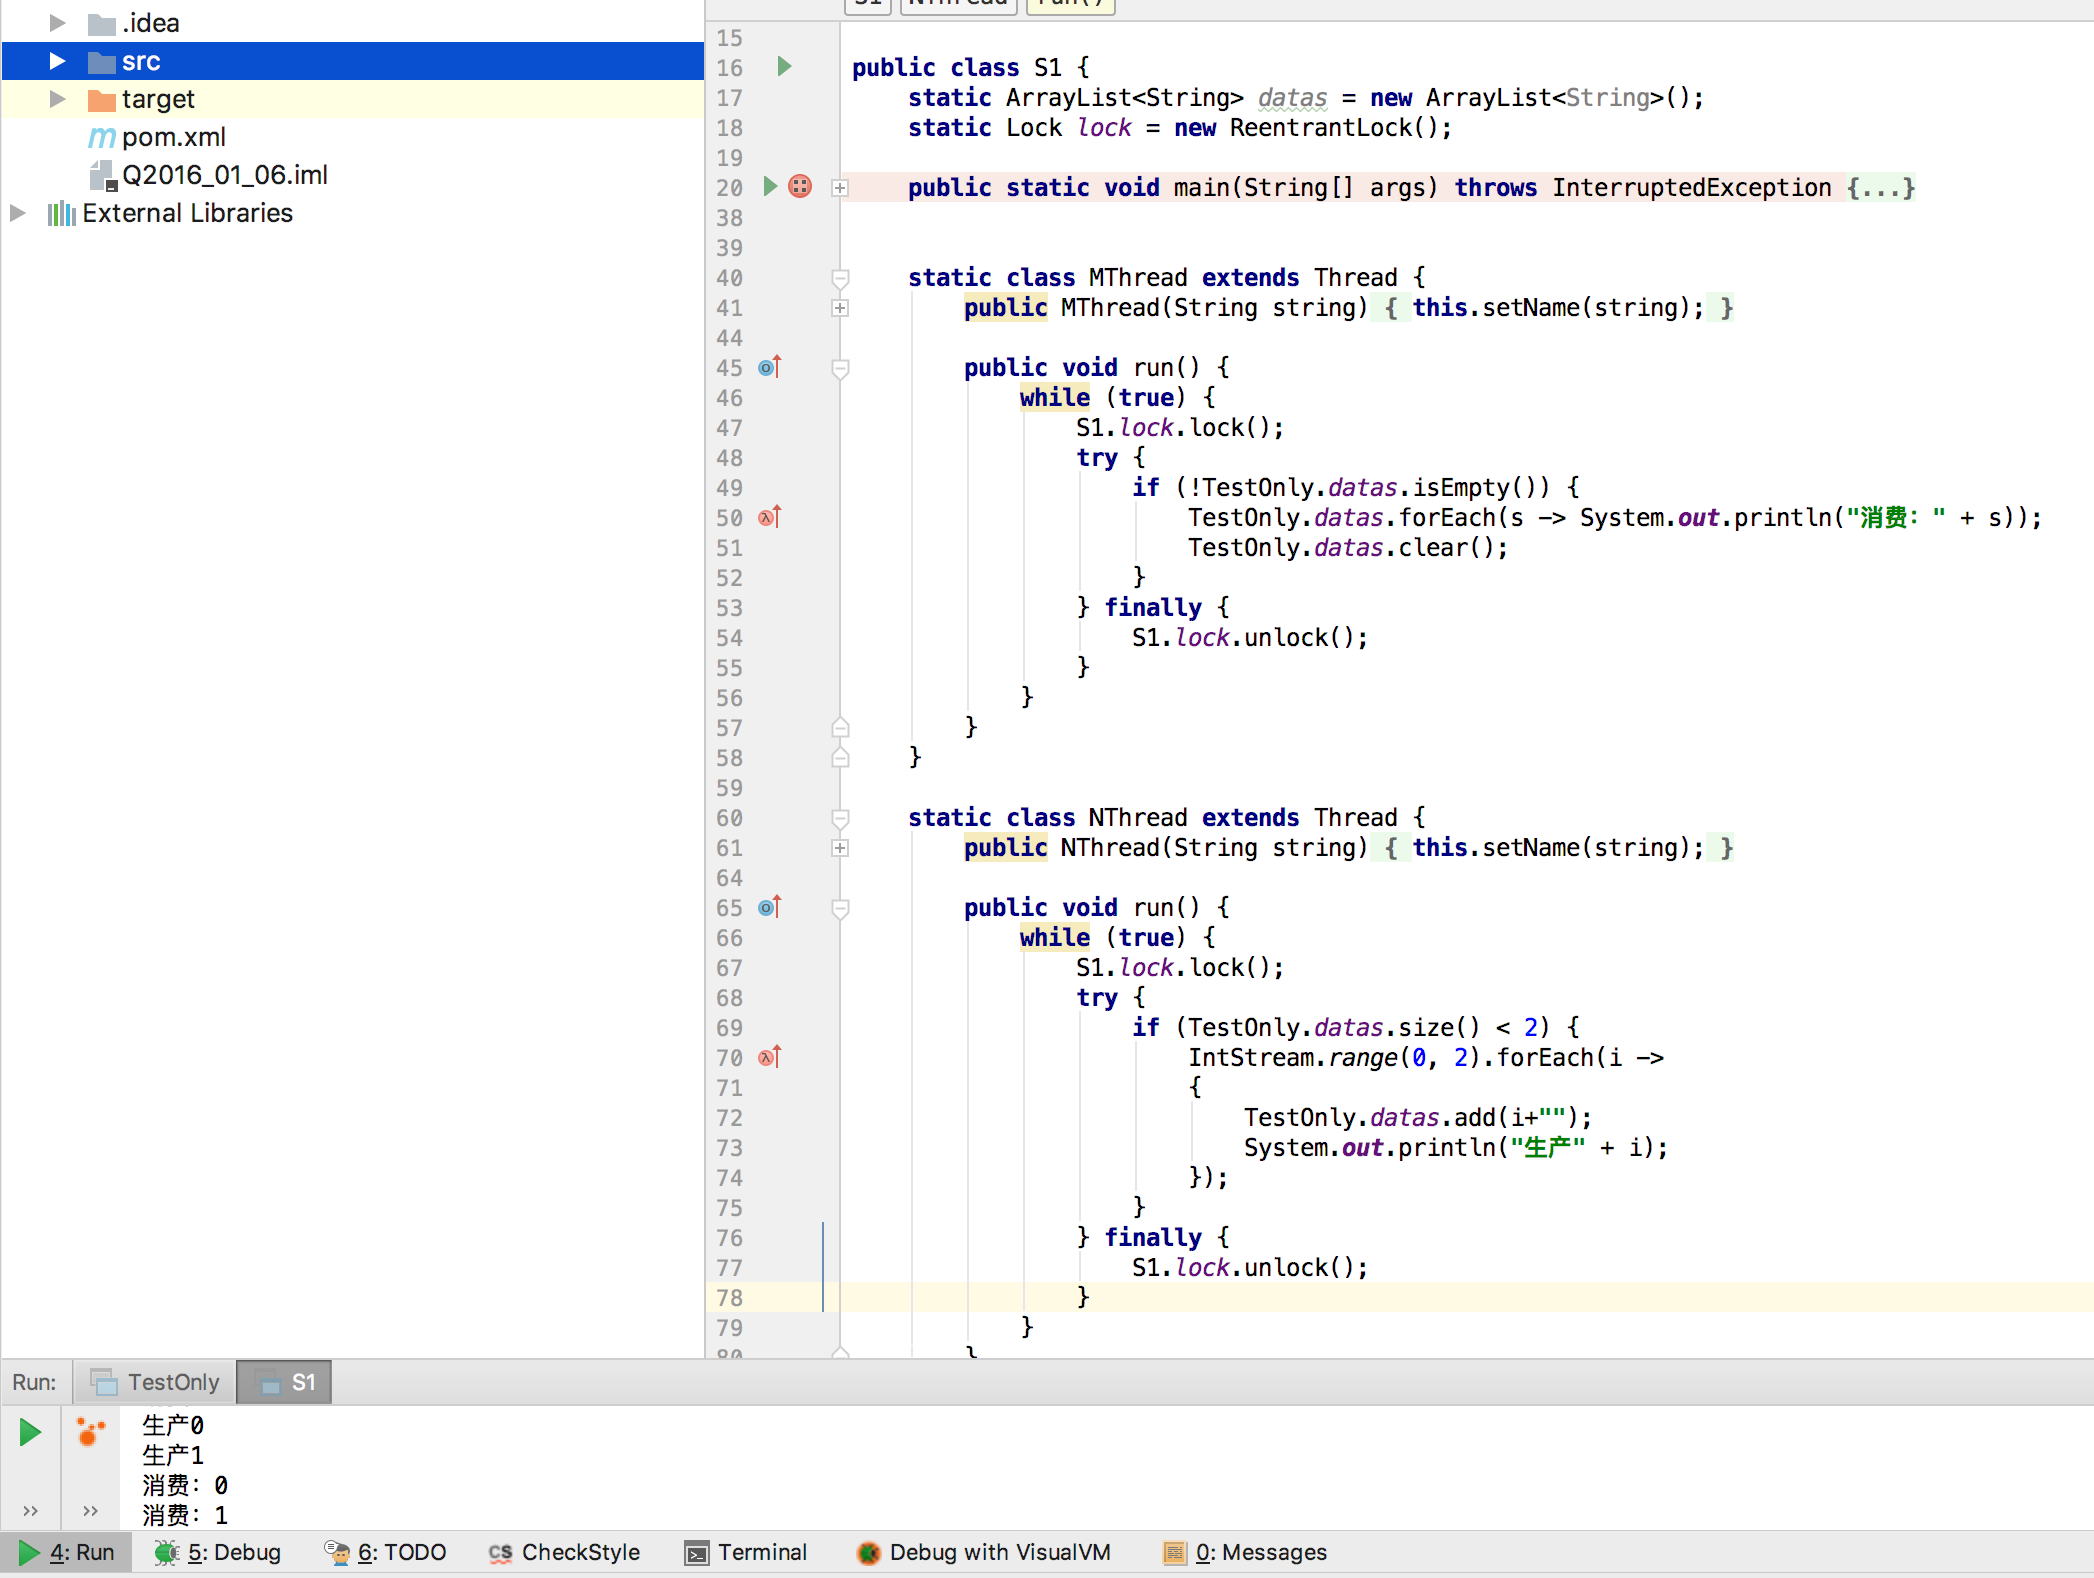 .idea
src
target
pom.xml
Q2016_01_06.iml
External Libraries
S1 NThread run()
15
16 public class S1 {
17 static ArrayList<String> datas = new ArrayList<String>();
18 static Lock lock = new ReentrantLock();
19
20 public static void main(String[] args) throws InterruptedException {...}
38
39
40 static class MThread extends Thread {
41 public MThread(String string) { this.setName(string); }
44
45 public void run() {
46 while (true) {
47 S1.lock.lock();
48 try {
49 if (!TestOnly.datas.isEmpty()) {
50 TestOnly.datas.forEach(s -> System.out.println("消费: " + s));
51 TestOnly.datas.clear();
52 }
53 } finally {
54 S1.lock.unlock();
55 }
56 }
57 }
58 }
59
60 static class NThread extends Thread {
61 public NThread(String string) { this.setName(string); }
64
65 public void run() {
66 while (true) {
67 S1.lock.lock();
68 try {
69 if (TestOnly.datas.size() < 2) {
70 IntStream.range(0, 2).forEach(i ->
71 {
72 TestOnly.datas.add(i+"");
73 System.out.println("生产" + i);
74 });
75 }
76 } finally {
77 S1.lock.unlock();
78 }
79 }
80 }
Run: TestOnly S1
生产0
生产1
消费: 0
消费: 1
4: Run 5: Debug 6: TODO CS CheckStyle Terminal Debug with VisualVM 0: Messages